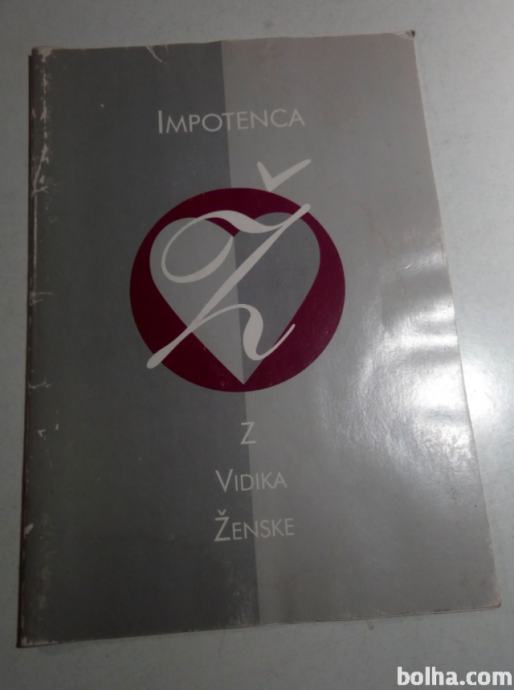 IMPOTENCA
Ž
Z
VIDIKA
ŽENSKE
bolha.com